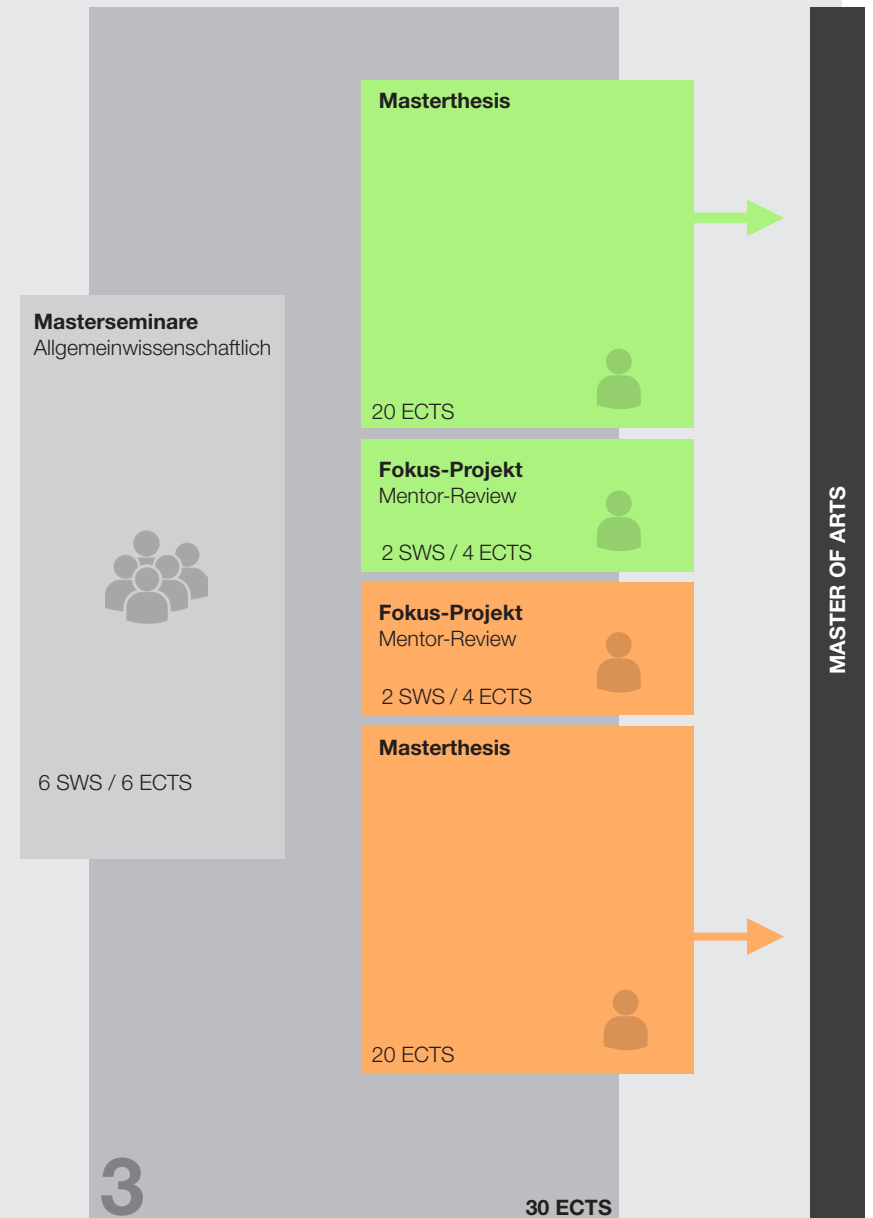 Masterthesis
20 ECTS
Masterseminare
Allgemeinwissenschaftlich
6 SWS / 6 ECTS
Fokus-Projekt
Mentor-Review
2 SWS / 4 ECTS
Fokus-Projekt
Mentor-Review
2 SWS / 4 ECTS
Masterthesis
20 ECTS
3
30 ECTS
MASTER OF ARTS